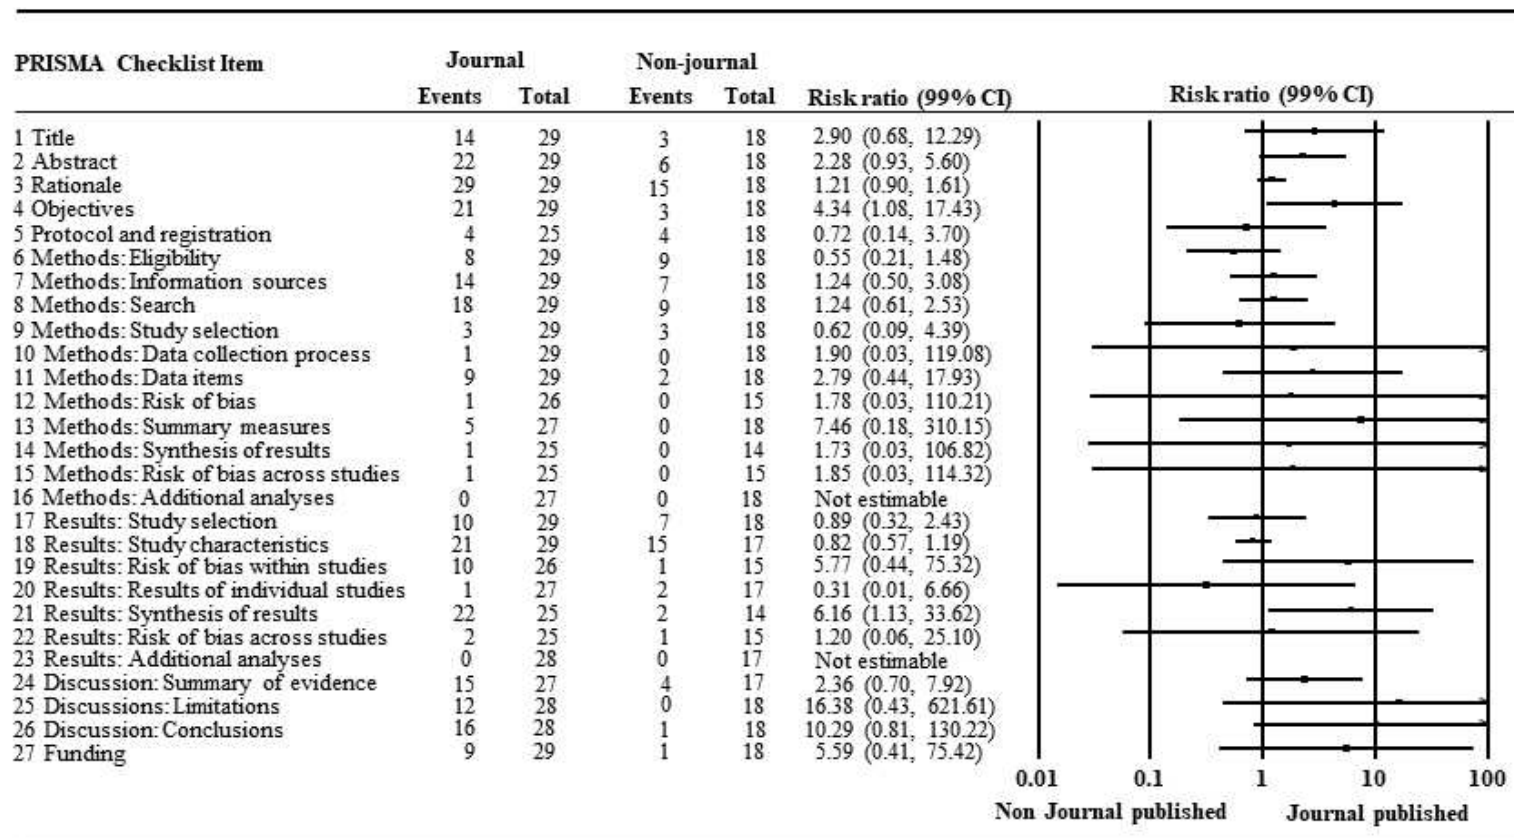 PRISMA Checklist Item Journal Non-journal
Events Total Events Total Risk ratio (99% CI) Risk ratio (99% CI)
1 Title 14 29 3 18 2.90 (0.68, 12.29)
2 Abstract 22 29 6 18 2.28 (0.93, 5.60)
3 Rationale 29 29 15 18 1.21 (0.90, 1.61)
4 Objectives 21 29 3 18 4.34 (1.08, 17.43)
5 Protocol and registration 4 25 4 18 0.72 (0.14, 3.70)
6 Methods: Eligibility 8 29 9 18 0.55 (0.21, 1.48)
7 Methods: Information sources 14 29 7 18 1.24 (0.50, 3.08)
8 Methods: Search 18 29 9 18 1.24 (0.61, 2.53)
9 Methods: Study selection 3 29 3 18 0.62 (0.09, 4.39)
10 Methods: Data collection process 1 29 0 18 1.90 (0.03, 119.08)
11 Methods: Data items 9 29 2 18 2.79 (0.44, 17.93)
12 Methods: Risk of bias 1 26 0 15 1.78 (0.03, 110.21)
13 Methods: Summary measures 5 27 0 18 7.46 (0.18, 310.15)
14 Methods: Synthesis of results 1 25 0 14 1.73 (0.03, 106.82)
15 Methods: Risk of bias across studies 1 25 0 15 1.85 (0.03, 114.32)
16 Methods: Additional analyses 0 27 0 18 Not estimable
17 Results: Study selection 10 29 7 18 0.89 (0.32, 2.43)
18 Results: Study characteristics 21 29 15 17 0.82 (0.57, 1.19)
19 Results: Risk of bias within studies 10 26 1 15 5.77 (0.44, 75.32)
20 Results: Results of individual studies 1 27 2 17 0.31 (0.01, 6.66)
21 Results: Synthesis of results 22 25 2 14 6.16 (1.13, 33.62)
22 Results: Risk of bias across studies 2 25 1 15 1.20 (0.06, 25.10)
23 Results: Additional analyses 0 28 0 17 Not estimable
24 Discussion: Summary of evidence 15 27 4 17 2.36 (0.70, 7.92)
25 Discussions: Limitations 12 28 0 18 16.38 (0.43, 621.61)
26 Discussion: Conclusions 16 28 1 18 10.29 (0.81, 130.22)
27 Funding 9 29 1 18 5.59 (0.41, 75.42)
0.01 0.1 1 10 100
Non Journal published Journal published